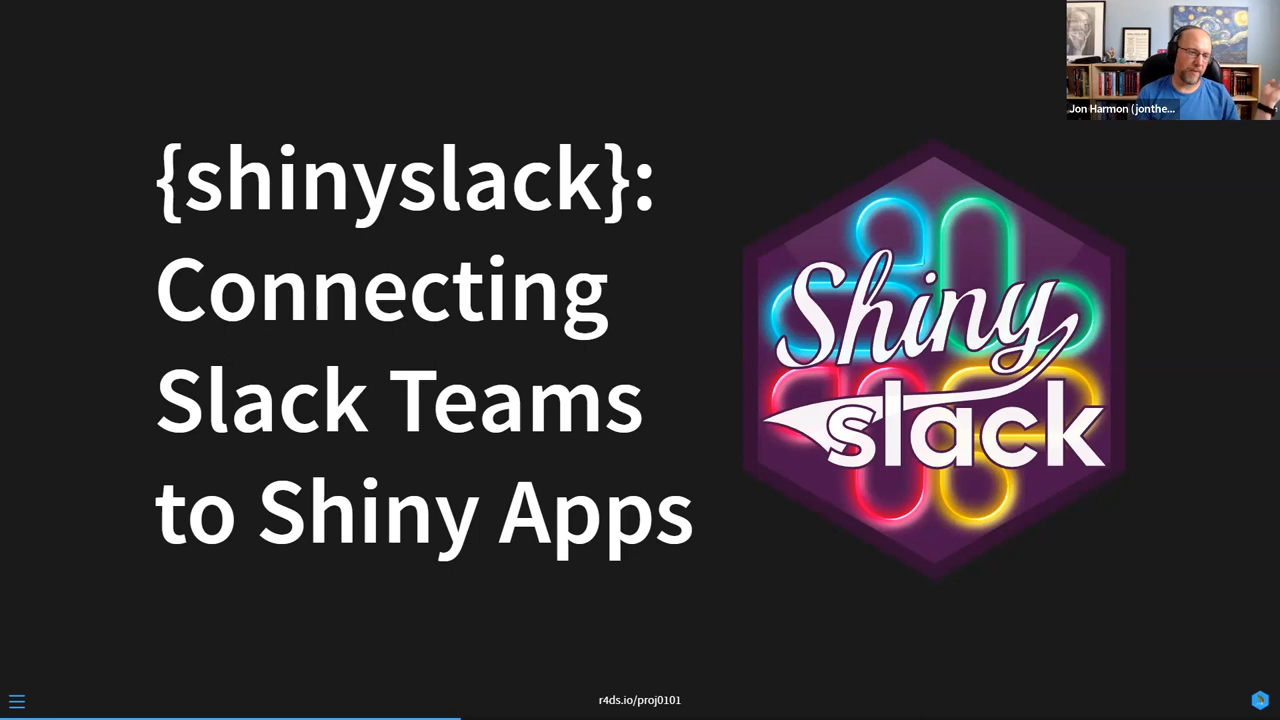 Jon Harmon (jonthe...
{shinyslack}:
Connecting
Slack Teams
to Shiny Apps
Shiny
slack
r4ds.io/proj0101